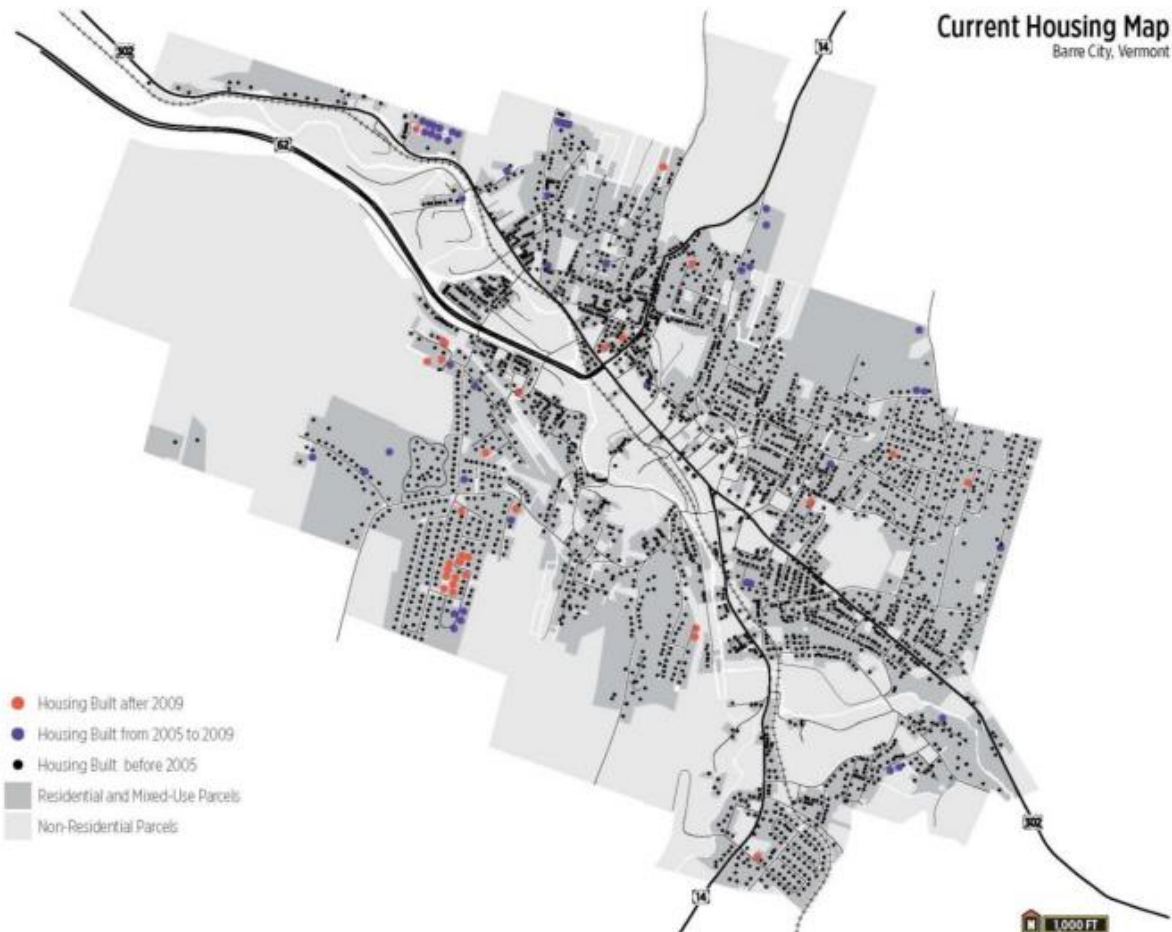 Current Housing Map
Barre City, Vermont
302
14
62
Housing Built after 2009
Housing Built from 2005 to 2009
Housing Built before 2005
Residential and Mixed-Use Parcels
Non-Residential Parcels
302
14
N 1,000 FT